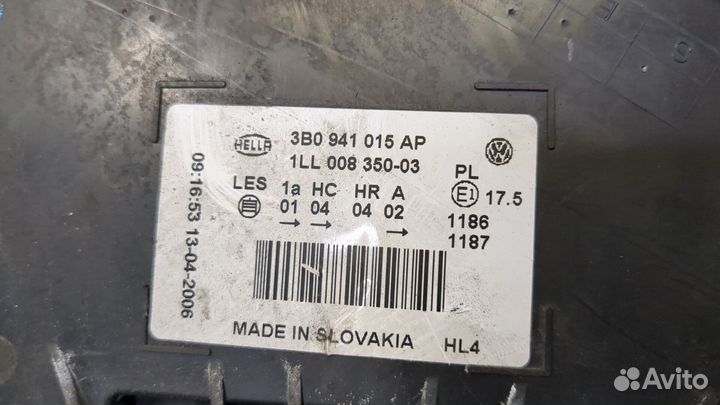 HELLA
3B0 941 015 AP
1LL 008 350-03
PL
LES 1a HC HR A
E1 17.5
01 04 04 02
→ → →
1186
1187
MADE IN SLOVAKIA
HL4
09:16:53 13-04-2006
Avito